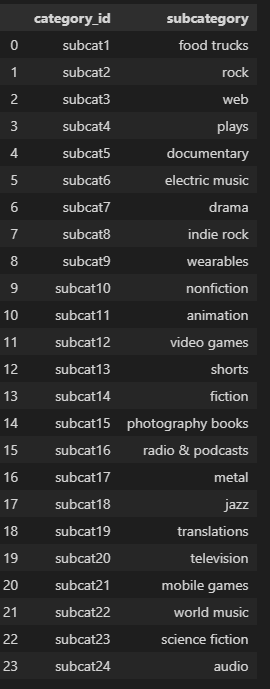 category_id subcategory
0 subcat1 food trucks
1 subcat2 rock
2 subcat3 web
3 subcat4 plays
4 subcat5 documentary
5 subcat6 electric music
6 subcat7 drama
7 subcat8 indie rock
8 subcat9 wearables
9 subcat10 nonfiction
10 subcat11 animation
11 subcat12 video games
12 subcat13 shorts
13 subcat14 fiction
14 subcat15 photography books
15 subcat16 radio & podcasts
16 subcat17 metal
17 subcat18 jazz
18 subcat19 translations
19 subcat20 television
20 subcat21 mobile games
21 subcat22 world music
22 subcat23 science fiction
23 subcat24 audio